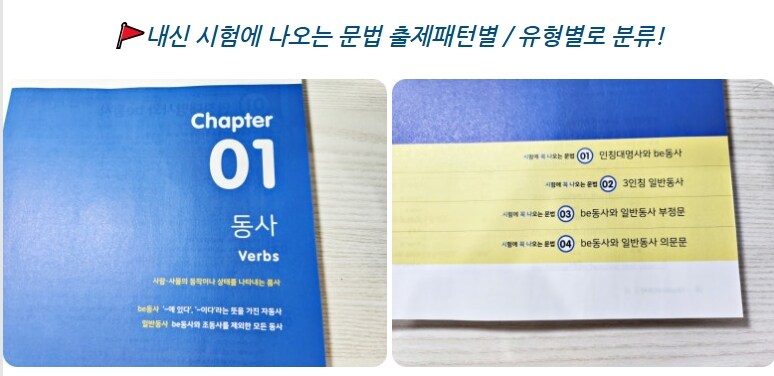 내신 시험에 나오는 문법 출제패턴별 / 유형별로 분류!
Chapter
01
동사
Verbs
사람·사물의 동작이나 상태를 나타내는 품사
be동사 '~에 있다', '~이다'라는 뜻을 가진 자동사
일반동사 be동사와 조동사를 제외한 모든 동사
시험에 꼭 나오는 문법 01 인칭대명사와 be동사
시험에 꼭 나오는 문법 02 3인칭 일반동사
시험에 꼭 나오는 문법 03 be동사와 일반동사 부정문
시험에 꼭 나오는 문법 04 be동사와 일반동사 의문문